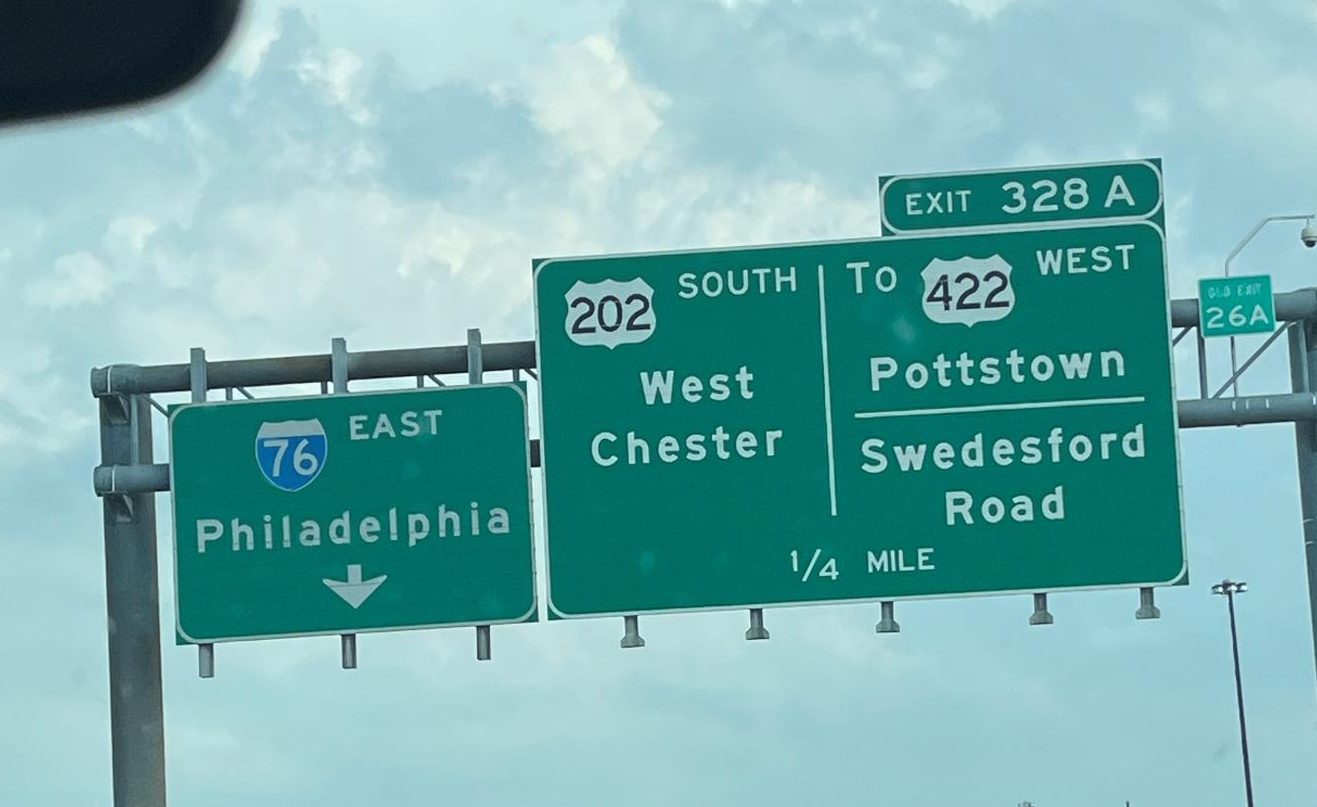 76 EAST
Philadelphia
EXIT 328 A
202 SOUTH
West
Chester
TO 422 WEST
Pottstown
Swedesford
Road
1/4 MILE
OLD EXIT
26A